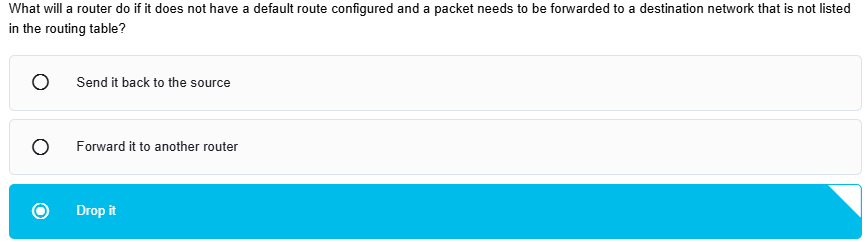 What will a router do if it does not have a default route configured and a packet needs to be forwarded to a destination network that is not listed
in the routing table?
Send it back to the source
Forward it to another router
Drop it